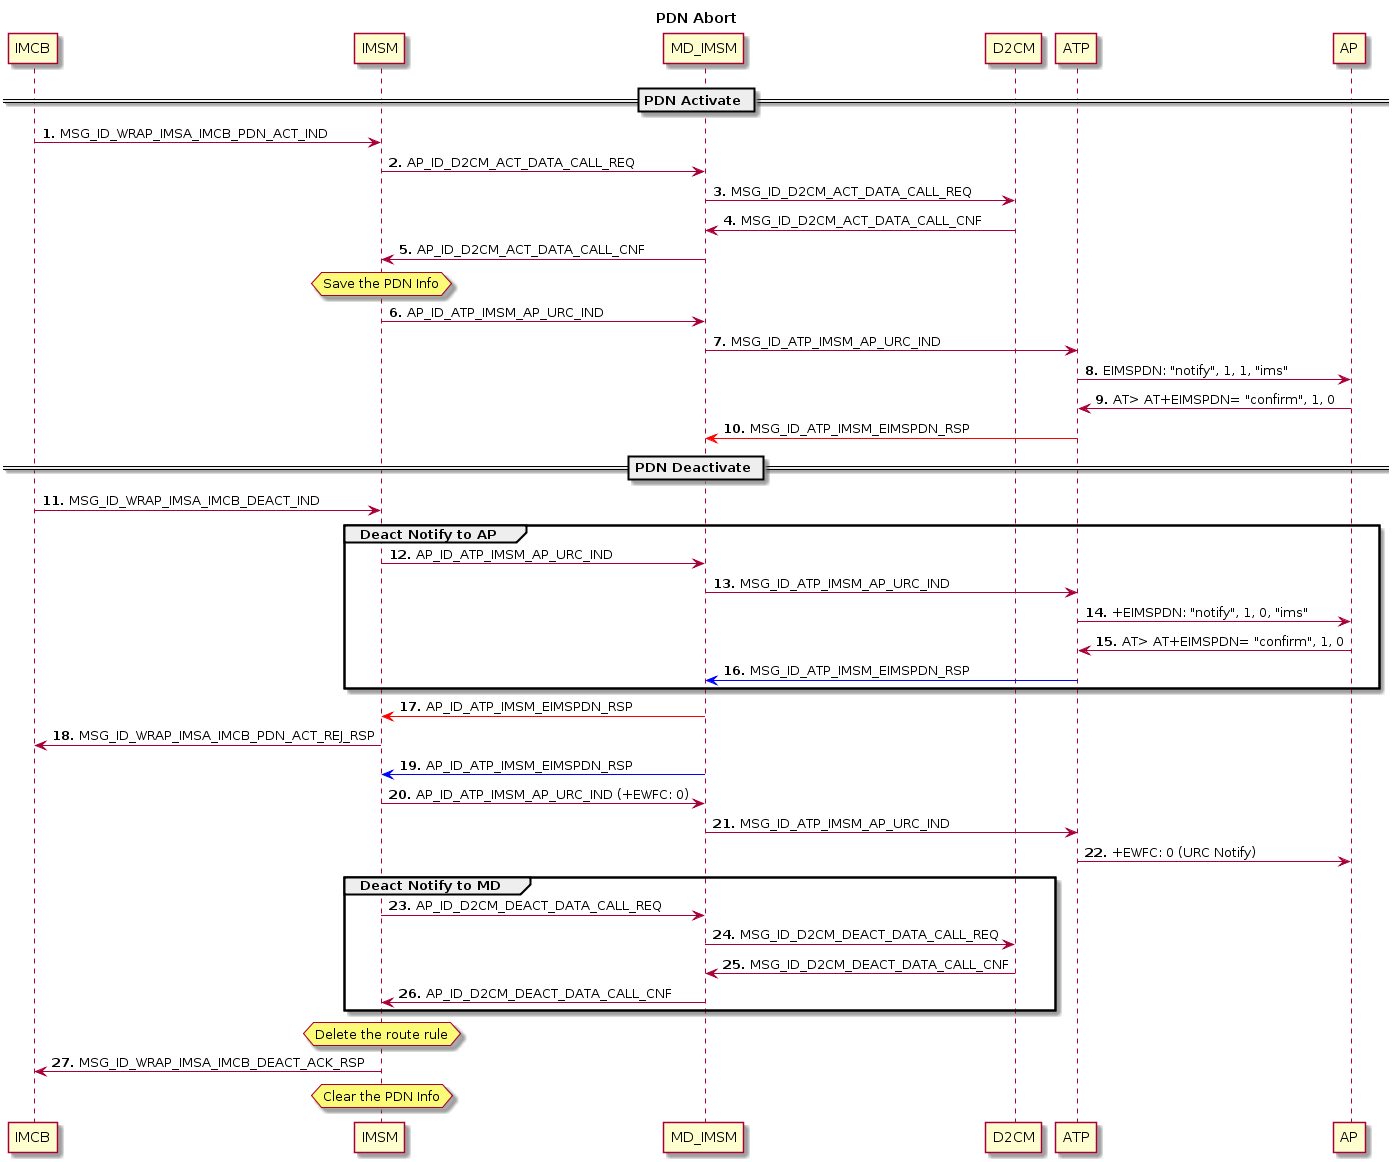 PDN Abort
IMCB
IMSM
MD_IMSM
D2CM
ATP
AP
PDN Activate
1. MSG_ID_WRAP_IMSA_IMCB_PDN_ACT_IND
2. AP_ID_D2CM_ACT_DATA_CALL_REQ
3. MSG_ID_D2CM_ACT_DATA_CALL_REQ
4. MSG_ID_D2CM_ACT_DATA_CALL_CNF
5. AP_ID_D2CM_ACT_DATA_CALL_CNF
Save the PDN Info
6. AP_ID_ATP_IMSM_AP_URC_IND
7. MSG_ID_ATP_IMSM_AP_URC_IND
8. EIMSPDN: "notify", 1, 1, "ims"
9. AT> AT+EIMSPDN= "confirm", 1, 0
10. MSG_ID_ATP_IMSM_EIMSPDN_RSP
PDN Deactivate
11. MSG_ID_WRAP_IMSA_IMCB_DEACT_IND
Deact Notify to AP
12. AP_ID_ATP_IMSM_AP_URC_IND
13. MSG_ID_ATP_IMSM_AP_URC_IND
14. +EIMSPDN: "notify", 1, 0, "ims"
15. AT> AT+EIMSPDN= "confirm", 1, 0
16. MSG_ID_ATP_IMSM_EIMSPDN_RSP
17. AP_ID_ATP_IMSM_EIMSPDN_RSP
18. MSG_ID_WRAP_IMSA_IMCB_PDN_ACT_REJ_RSP
19. AP_ID_ATP_IMSM_EIMSPDN_RSP
20. AP_ID_ATP_IMSM_AP_URC_IND (+EWFC: 0)
21. MSG_ID_ATP_IMSM_AP_URC_IND
22. +EWFC: 0 (URC Notify)
Deact Notify to MD
23. AP_ID_D2CM_DEACT_DATA_CALL_REQ
24. MSG_ID_D2CM_DEACT_DATA_CALL_REQ
25. MSG_ID_D2CM_DEACT_DATA_CALL_CNF
26. AP_ID_D2CM_DEACT_DATA_CALL_CNF
Delete the route rule
27. MSG_ID_WRAP_IMSA_IMCB_DEACT_ACK_RSP
Clear the PDN Info
IMCB
IMSM
MD_IMSM
D2CM
ATP
AP